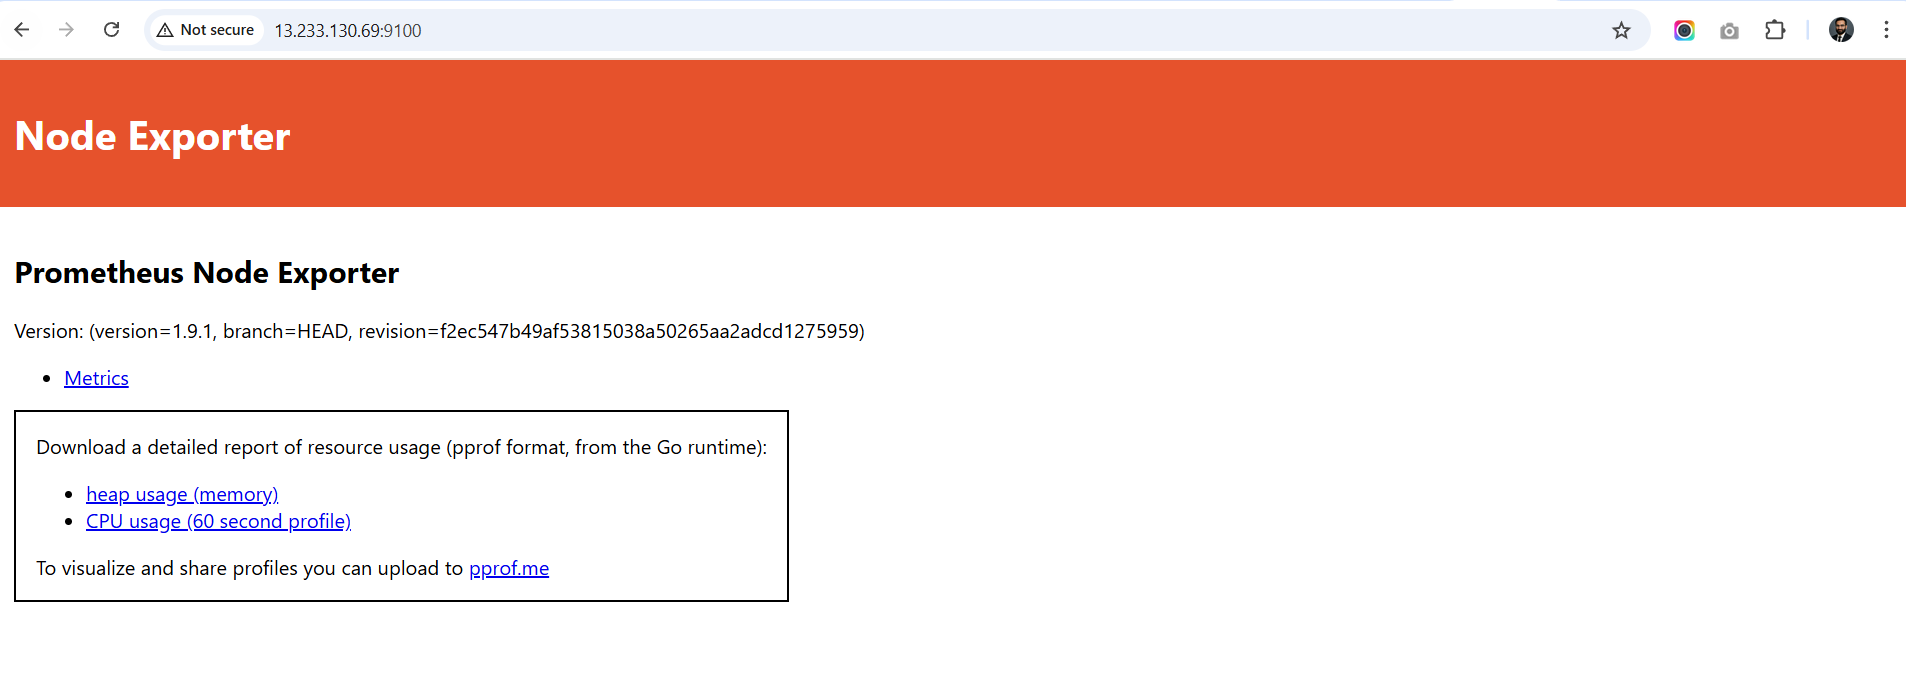 Not secure 13.233.130.69:9100
Node Exporter
Prometheus Node Exporter
Version: (version=1.9.1, branch=HEAD, revision=f2ec547b49af53815038a50265aa2adcd1275959)
Metrics
Download a detailed report of resource usage (pprof format, from the Go runtime):
heap usage (memory)
CPU usage (60 second profile)
To visualize and share profiles you can upload to pprof.me